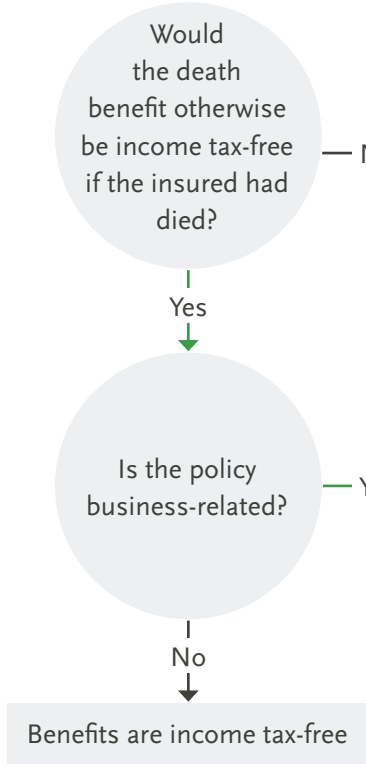 Would
the death
benefit otherwise
be income tax-free
if the insured had
died?
Yes
Is the policy
business-related?
No
Benefits are income tax-free